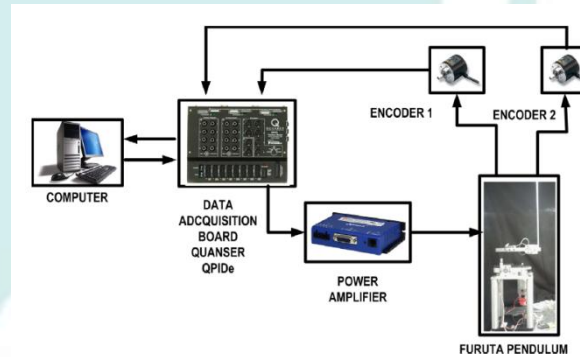 ENCODER 1
ENCODER 2
COMPUTER
DATA
ADCQUISITION
BOARD
QUANSER
QPIDe
POWER
AMPLIFIER
FURUTA PENDULUM